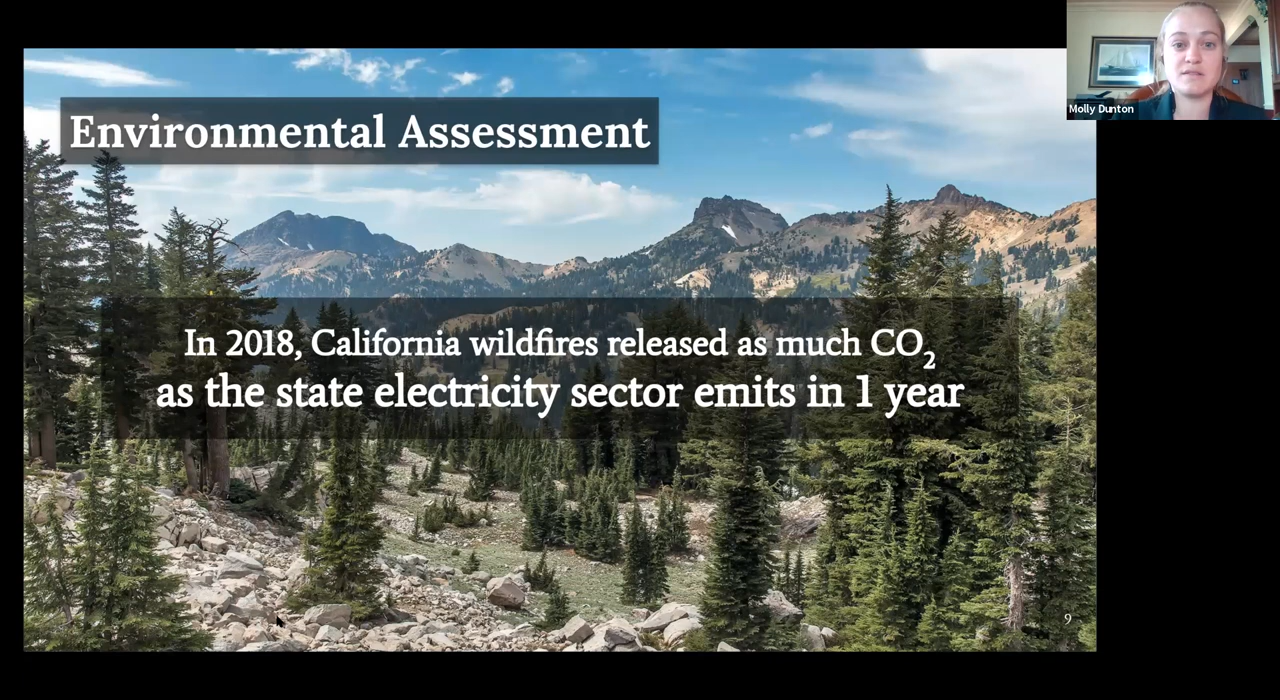 Molly Dunton
Environmental Assessment
In 2018, California wildfires released as much CO₂
as the state electricity sector emits in 1 year
9